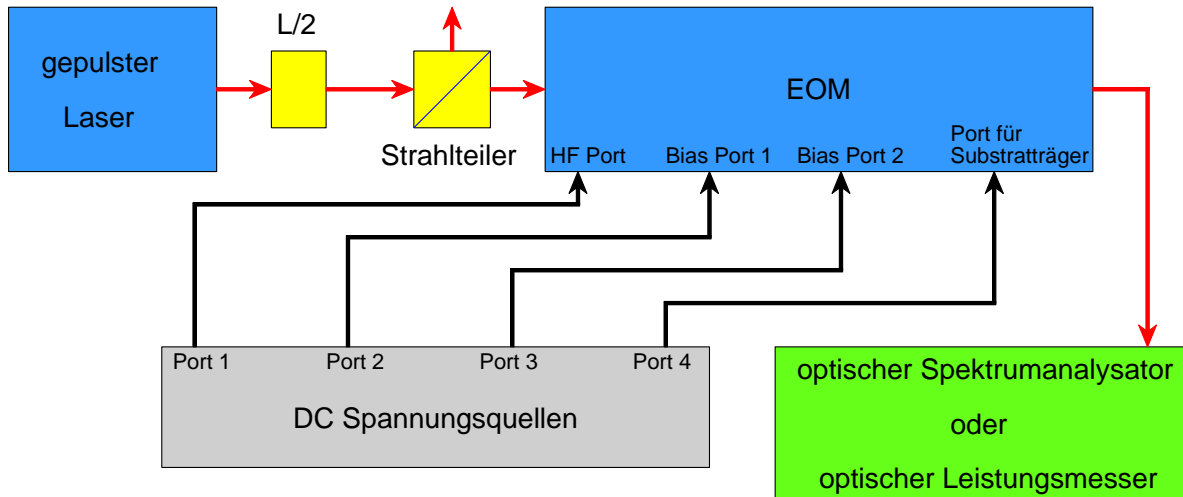 gepulster
Laser
L/2
Strahlteiler
EOM
HF Port
Bias Port 1
Bias Port 2
Port für
Substratträger
Port 1
Port 2
Port 3
Port 4
DC Spannungsquellen
optischer Spektrumanalysator
oder
optischer Leistungsmesser